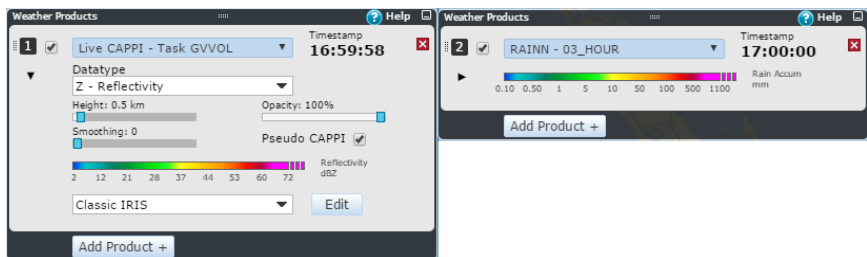 Weather Products
Help
1
Live CAPPI - Task GVVOL
Timestamp
16:59:58
Datatype
Z - Reflectivity
Height: 0.5 km
Opacity: 100%
Smoothing: 0
Pseudo CAPPI
Reflectivity
dBZ
2 12 21 28 37 44 53 60 72
Classic IRIS
Edit
Add Product +
Weather Products
Help
2
RAINN - 03_HOUR
Timestamp
17:00:00
Rain Accum
mm
0.10 0.50 1 5 10 50 100 500 1100
Add Product +